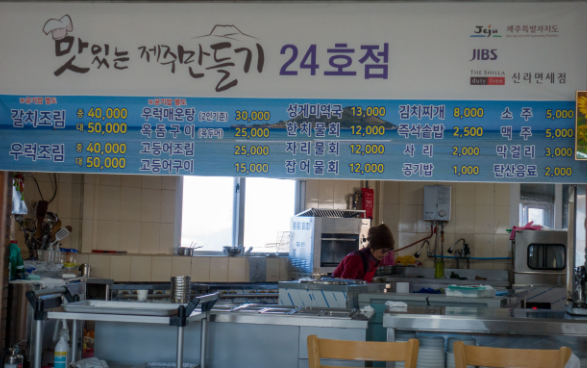 맛있는 제주만들기 24호점
Jeju 제주특별자치도
JIBS
THE SHILLA duty free 신라면세점
갈치조림 중 40,000
대 50,000
우럭조림 중 40,000
대 50,000
우럭매운탕 (2인기준) 30,000
옥돔구이 25,000
고등어조림 25,000
고등어구이 15,000
성게미역국 13,000
한치물회 12,000
자리물회 12,000
잡어물회 12,000
김치찌개 8,000
즉석솥밥 2,500
사리 2,000
공기밥 1,000
소주 5,000
맥주 5,000
막걸리 3,000
탄산음료 2,000